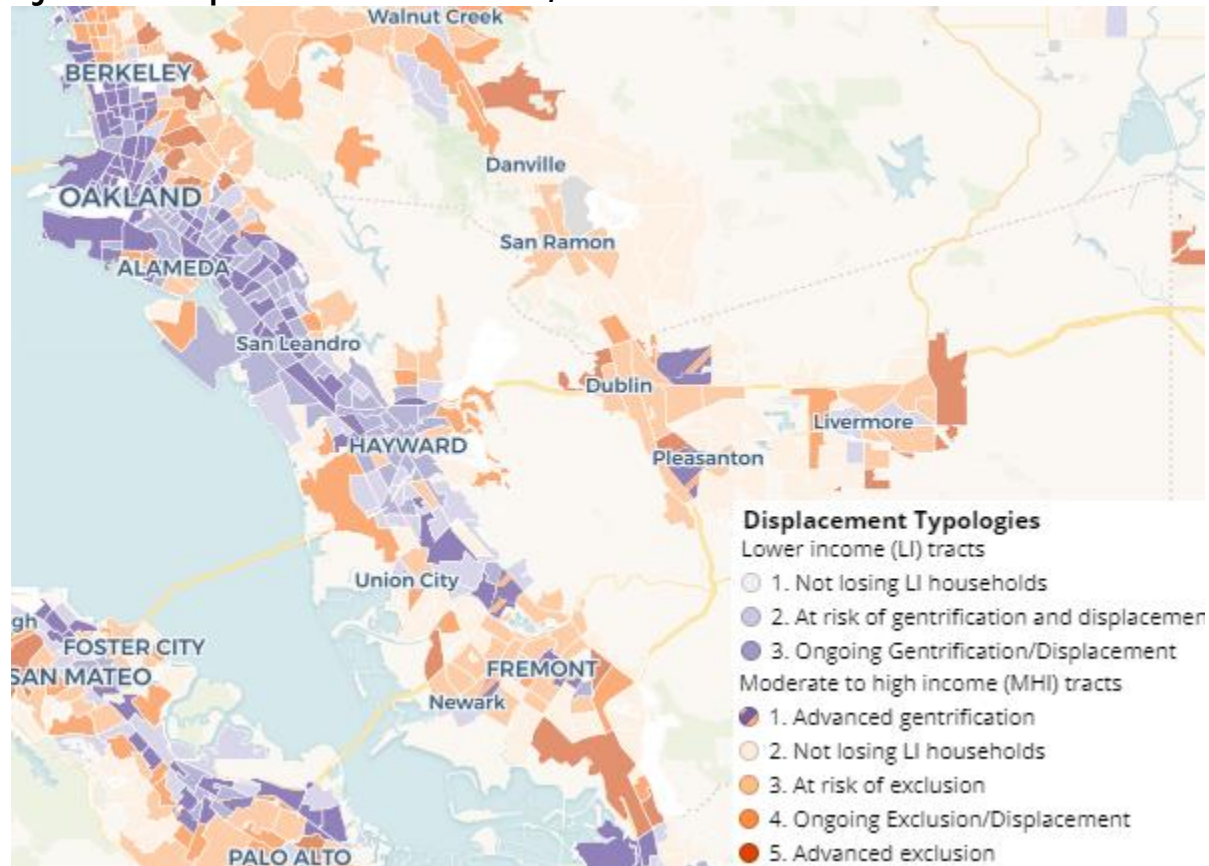 Walnut Creek
BERKELEY
Danville
OAKLAND
San Ramon
ALAMEDA
San Leandro
Dublin
Livermore
HAYWARD
Pleasanton
Displacement Typologies
Lower income (LI) tracts
1. Not losing LI households
2. At risk of gentrification and displacemen
3. Ongoing Gentrification/Displacement
Moderate to high income (MHI) tracts
1. Advanced gentrification
2. Not losing LI households
3. At risk of exclusion
4. Ongoing Exclusion/Displacement
5. Advanced exclusion
Union City
gh
FOSTER CITY
SAN MATEO
FREMONT
Newark
PALO ALTO